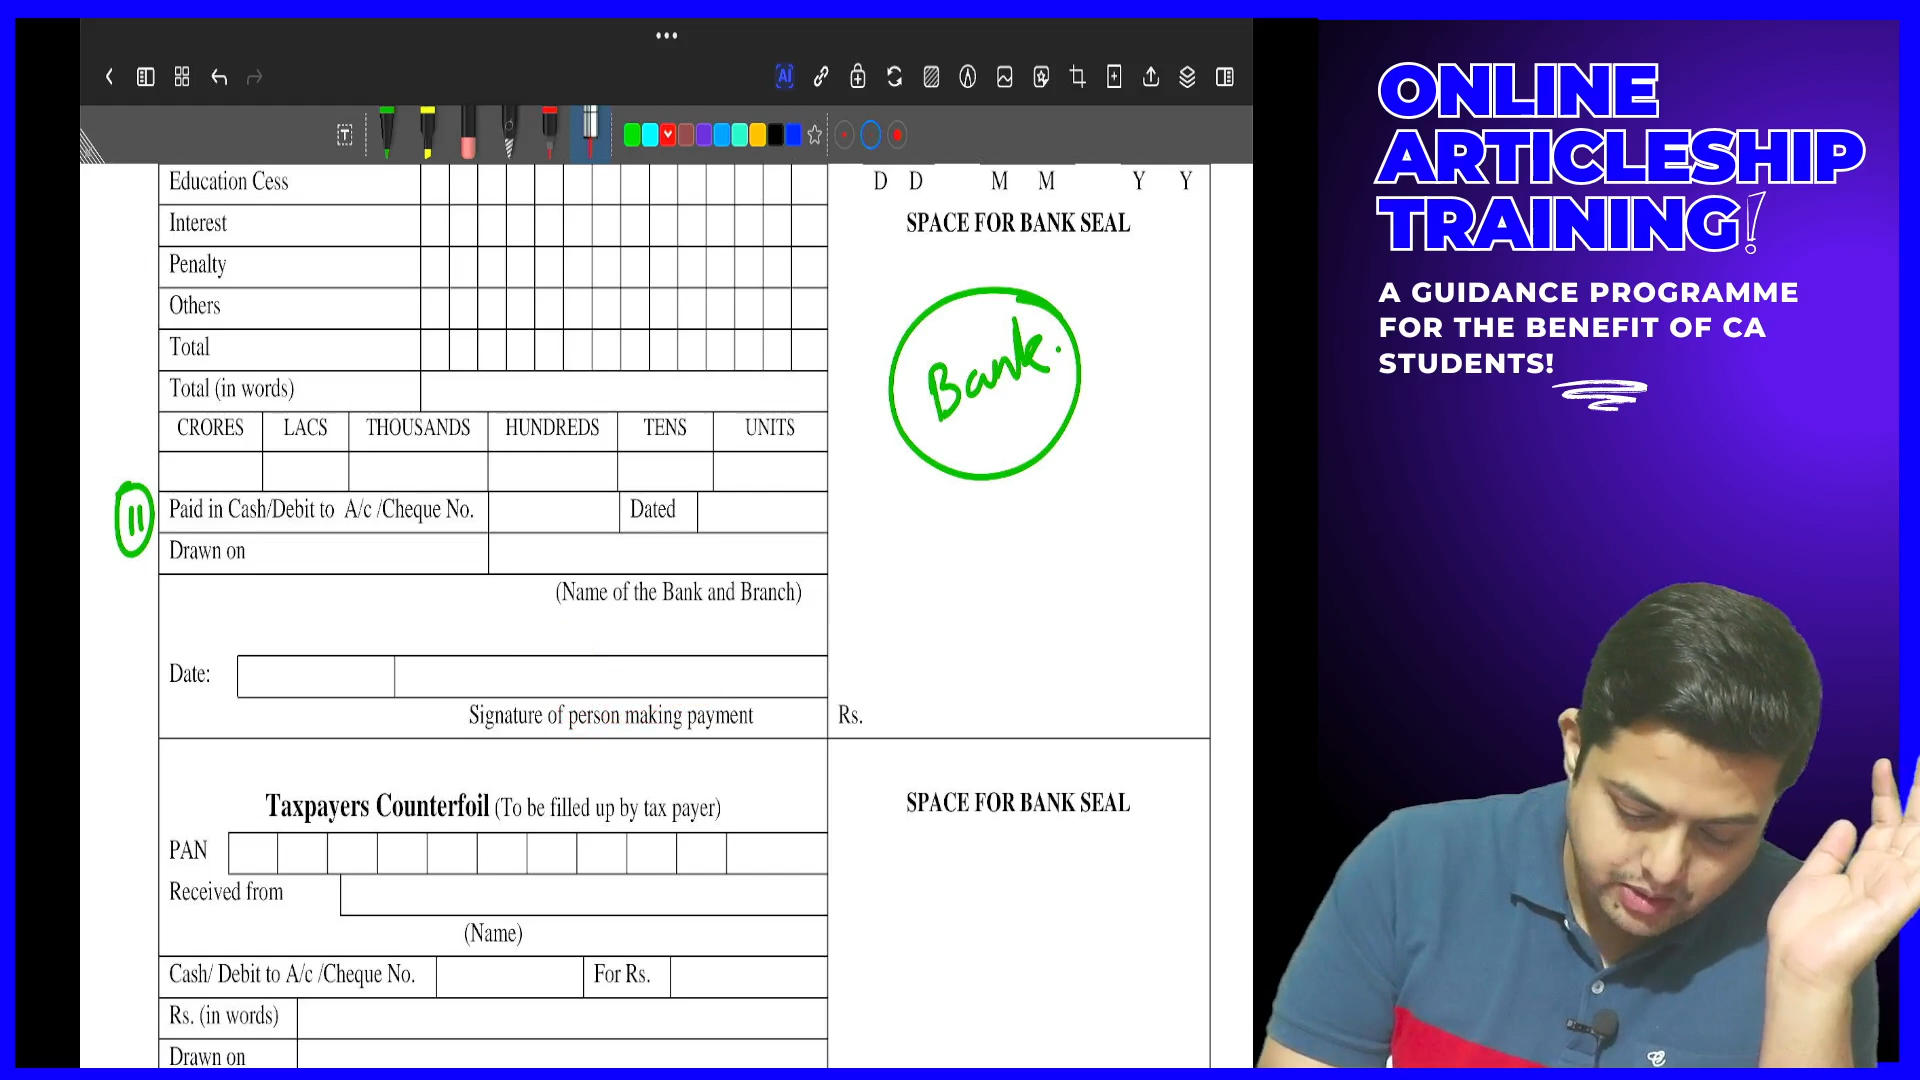 ONLINE
ARTICLESHIP
TRAINING!
A GUIDANCE PROGRAMME
FOR THE BENEFIT OF CA
STUDENTS!
AI
T
Education Cess
D D M M Y Y
Interest
SPACE FOR BANK SEAL
Penalty
Others
Total
Bank.
Total (in words)
CRORES LACS THOUSANDS HUNDREDS TENS UNITS
11
Paid in Cash/Debit to A/c /Cheque No. Dated
Drawn on
(Name of the Bank and Branch)
Date:
Signature of person making payment
Rs.
Taxpayers Counterfoil (To be filled up by tax payer)
SPACE FOR BANK SEAL
PAN
Received from
(Name)
Cash/ Debit to A/c /Cheque No. For Rs.
Rs. (in words)
Drawn on